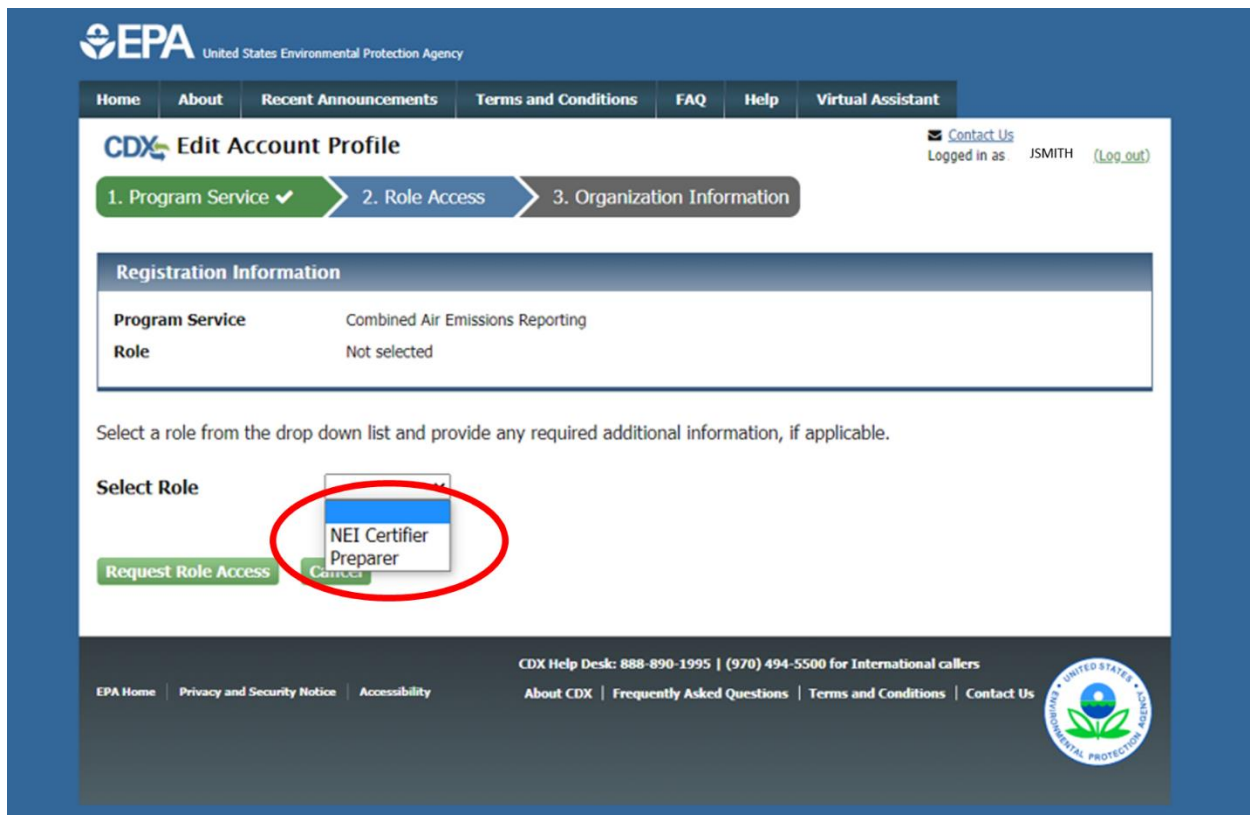 EPA United States Environmental Protection Agency
Home About Recent Announcements Terms and Conditions FAQ Help Virtual Assistant
CDX Edit Account Profile
Contact Us
Logged in as JSMITH (Log out)
1. Program Service ✔ 2. Role Access 3. Organization Information
Registration Information
Program Service Combined Air Emissions Reporting
Role Not selected
Select a role from the drop down list and provide any required additional information, if applicable.
Select Role
NEI Certifier
Preparer
Request Role Access Cancel
CDX Help Desk: 888-890-1995 | (970) 494-5500 for International callers
EPA Home | Privacy and Security Notice | Accessibility About CDX | Frequently Asked Questions | Terms and Conditions | Contact Us
UNITED STATES ENVIRONMENTAL PROTECTION AGENCY